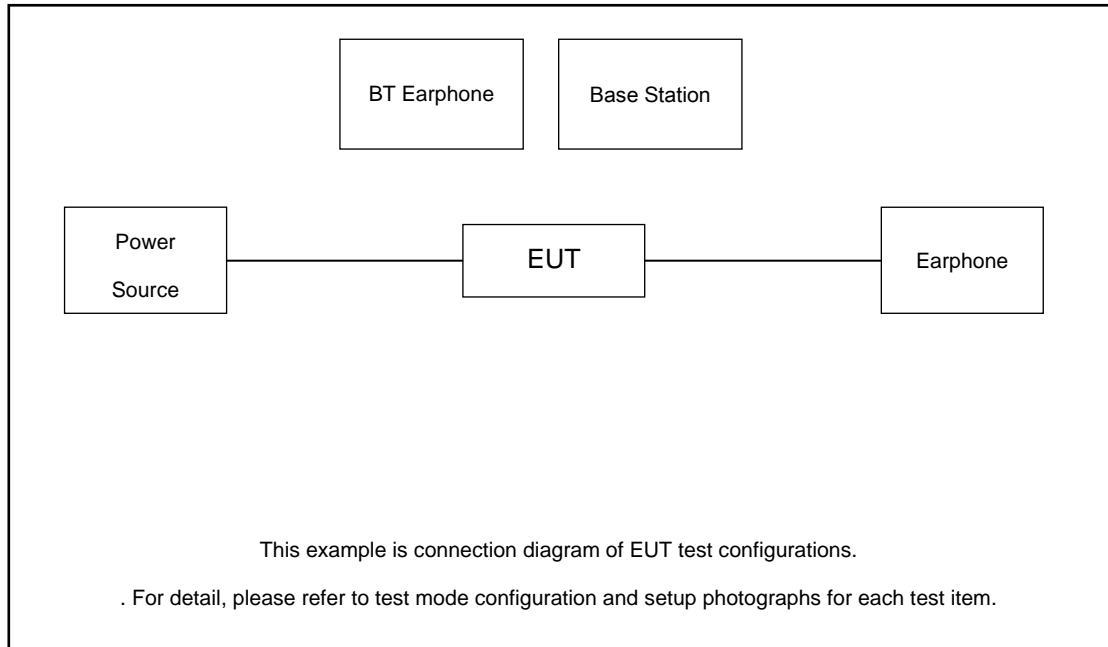 BT Earphone
Base Station
Power
Source
EUT
Earphone
This example is connection diagram of EUT test configurations.
. For detail, please refer to test mode configuration and setup photographs for each test item.